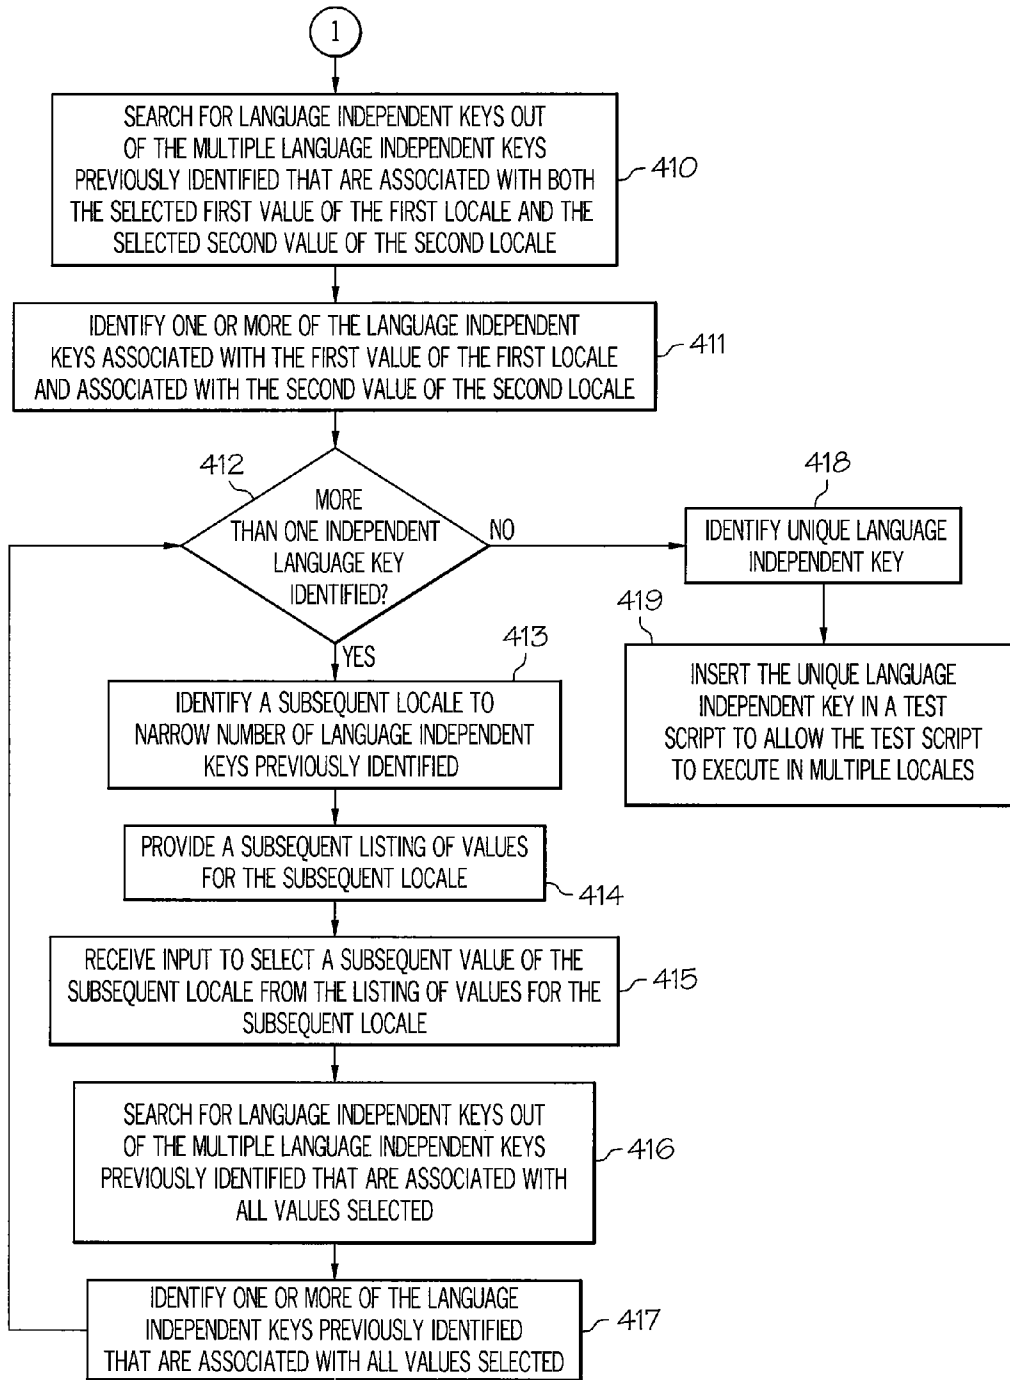 1
SEARCH FOR LANGUAGE INDEPENDENT KEYS OUT
OF THE MULTIPLE LANGUAGE INDEPENDENT KEYS
PREVIOUSLY IDENTIFIED THAT ARE ASSOCIATED WITH BOTH
THE SELECTED FIRST VALUE OF THE FIRST LOCALE AND THE
SELECTED SECOND VALUE OF THE SECOND LOCALE
410
IDENTIFY ONE OR MORE OF THE LANGUAGE INDEPENDENT
KEYS ASSOCIATED WITH THE FIRST VALUE OF THE FIRST LOCALE
AND ASSOCIATED WITH THE SECOND VALUE OF THE SECOND LOCALE
411
412
MORE
THAN ONE INDEPENDENT
LANGUAGE KEY
IDENTIFIED?
NO
YES
418
IDENTIFY UNIQUE LANGUAGE
INDEPENDENT KEY
419
INSERT THE UNIQUE LANGUAGE
INDEPENDENT KEY IN A TEST
SCRIPT TO ALLOW THE TEST SCRIPT
TO EXECUTE IN MULTIPLE LOCALES
413
IDENTIFY A SUBSEQUENT LOCALE TO
NARROW NUMBER OF LANGUAGE INDEPENDENT
KEYS PREVIOUSLY IDENTIFIED
PROVIDE A SUBSEQUENT LISTING OF VALUES
FOR THE SUBSEQUENT LOCALE
414
RECEIVE INPUT TO SELECT A SUBSEQUENT VALUE OF THE
SUBSEQUENT LOCALE FROM THE LISTING OF VALUES FOR THE
SUBSEQUENT LOCALE
415
SEARCH FOR LANGUAGE INDEPENDENT KEYS OUT
OF THE MULTIPLE LANGUAGE INDEPENDENT KEYS
PREVIOUSLY IDENTIFIED THAT ARE ASSOCIATED WITH
ALL VALUES SELECTED
416
IDENTIFY ONE OR MORE OF THE LANGUAGE
INDEPENDENT KEYS PREVIOUSLY IDENTIFIED
THAT ARE ASSOCIATED WITH ALL VALUES SELECTED
417